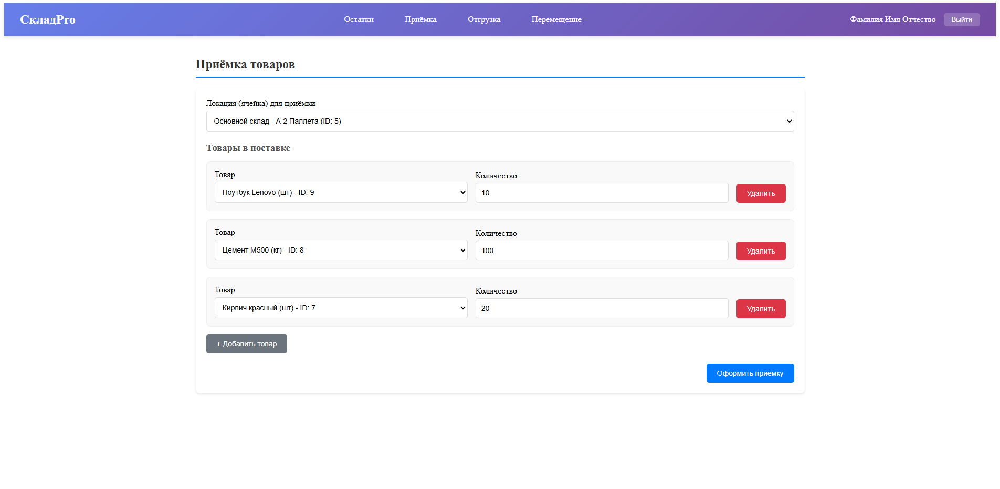 СкладPro
Остатки
Приёмка
Отгрузка
Перемещение
Фамилия Имя Отчество
Выйти
Приёмка товаров
Локация (ячейка) для приёмки
Основной склад - А-2 Паллета (ID: 5)
Товары в поставке
Товар
Количество
Ноутбук Lenovo (шт) - ID: 9
10
Удалить
Товар
Количество
Цемент М500 (кг) - ID: 8
100
Удалить
Товар
Количество
Кирпич красный (шт) - ID: 7
20
Удалить
+ Добавить товар
Оформить приёмку